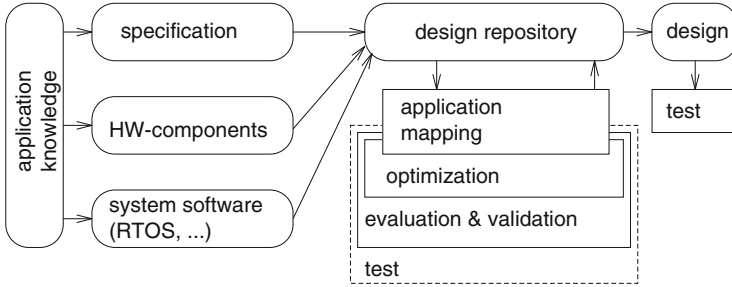 application
knowledge
specification
HW-components
system software
(RTOS, ...)
design repository
design
test
application
mapping
optimization
evaluation & validation
test